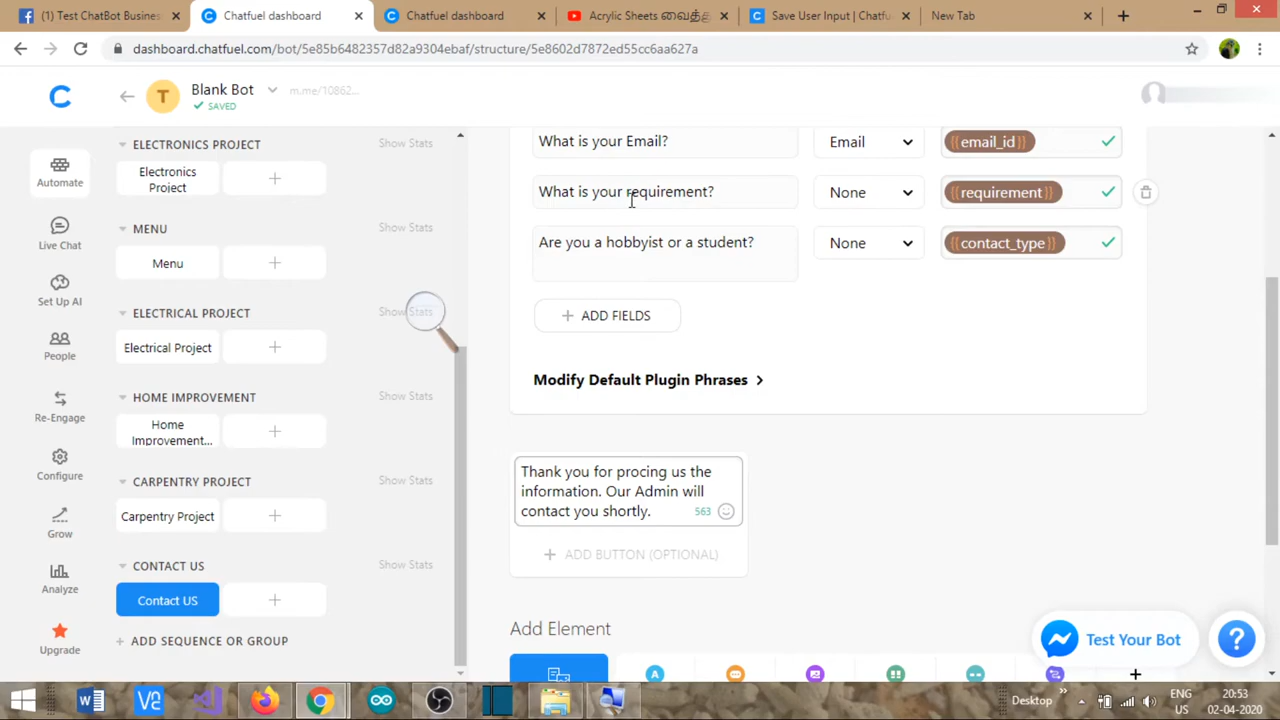 (1) Test ChatBot Business
Chatfuel dashboard
Chatfuel dashboard
Acrylic Sheets வைத்த
Save User Input | Chatfuel
New Tab
dashboard.chatfuel.com/bot/5e85b6482357d82a9304ebaf/structure/5e8602d7872ed55cc6aa627a
Blank Bot
m.me/10862...
SAVED
Automate
Live Chat
Set Up AI
People
Re-Engage
Configure
Grow
Analyze
Upgrade
ELECTRONICS PROJECT
Show Stats
Electronics
Project
MENU
Show Stats
Menu
ELECTRICAL PROJECT
Show Stats
Electrical Project
HOME IMPROVEMENT
Show Stats
Home
Improvement...
CARPENTRY PROJECT
Show Stats
Carpentry Project
CONTACT US
Show Stats
Contact US
ADD SEQUENCE OR GROUP
What is your Email?
Email
{{email_id}}
What is your requirement?
None
{{requirement}}
Are you a hobbyist or a student?
None
{{contact_type}}
ADD FIELDS
Modify Default Plugin Phrases
Thank you for procing us the
information. Our Admin will
contact you shortly.
563
ADD BUTTON (OPTIONAL)
Add Element
Test Your Bot
Desktop
ENG
US
20:53
02-04-2020